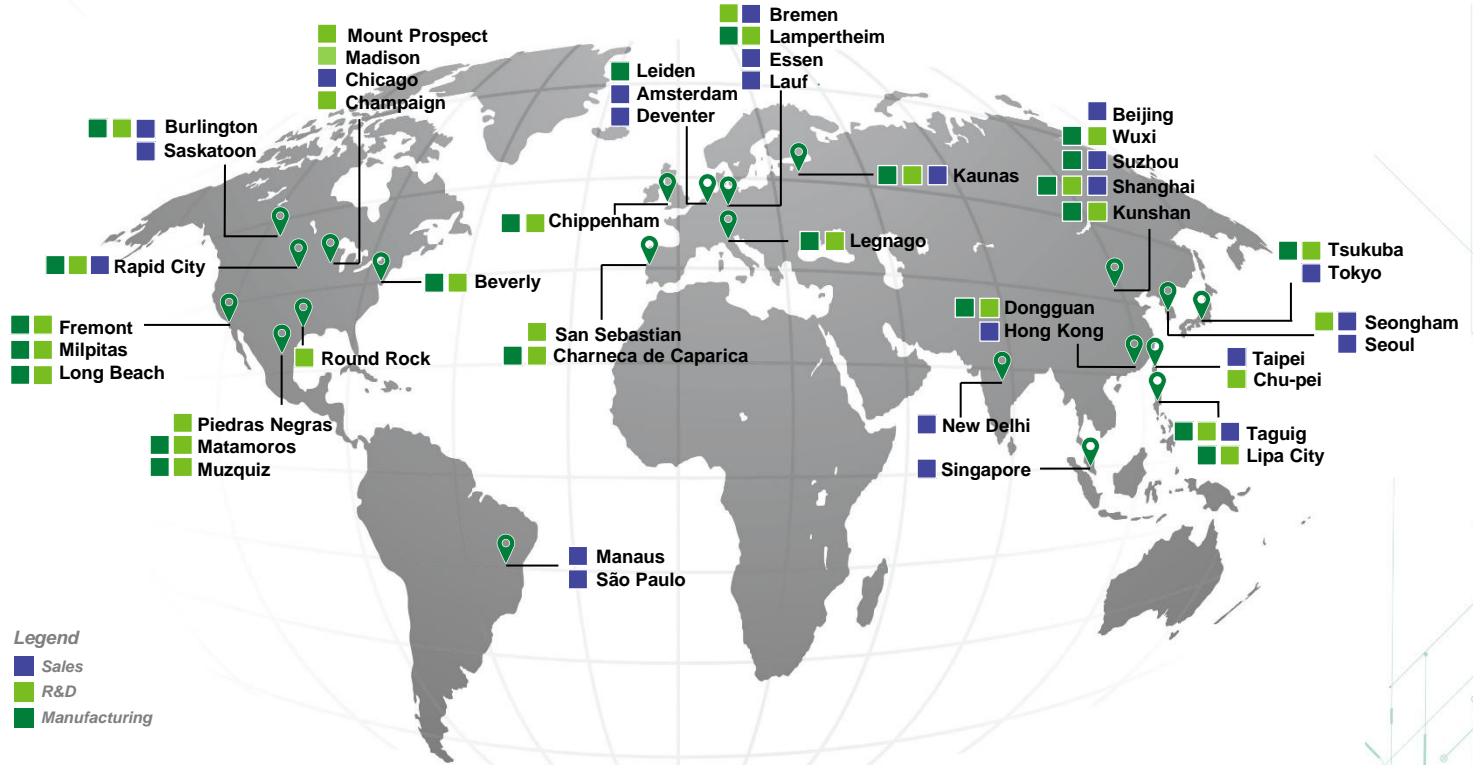 Mount Prospect
Madison
Chicago
Champaign
Burlington
Saskatoon
Rapid City
Beverly
Fremont
Milpitas
Long Beach
Round Rock
Piedras Negras
Matamoros
Muzquiz
Manaus
São Paulo
Leiden
Amsterdam
Deventer
Bremen
Lampertheim
Essen
Lauf
Kaunas
Chippenham
Legnago
San Sebastian
Charneca de Caparica
Beijing
Wuxi
Suzhou
Shanghai
Kunshan
Tsukuba
Tokyo
Dongguan
Hong Kong
Seongham
Seoul
Taipei
Chu-pei
New Delhi
Taguig
Lipa City
Singapore
Legend
Sales
R&D
Manufacturing